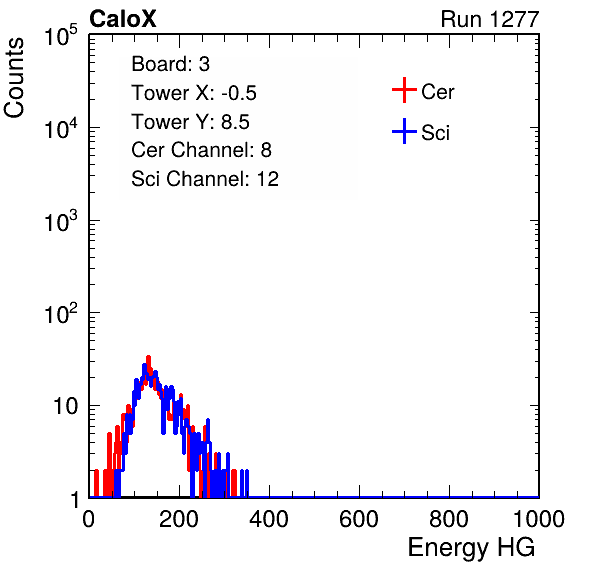 CaloX Run 1277
Counts
Board: 3
Tower X: -0.5
Tower Y: 8.5
Cer Channel: 8
Sci Channel: 12
Cer
Sci
10^5
10^4
10^3
10^2
10
1
0 200 400 600 800 1000
Energy HG